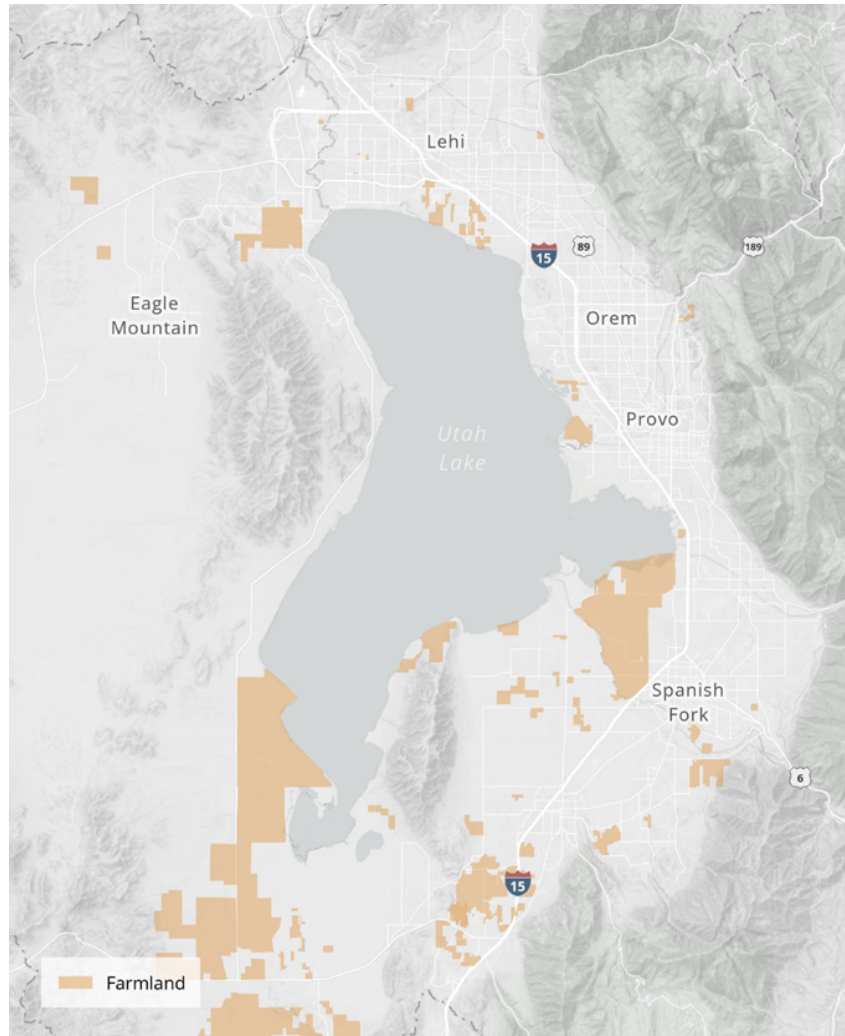 Lehi
15
89
189
Eagle
Mountain
Orem
Utah
Lake
Provo
Spanish
Fork
6
15
Farmland